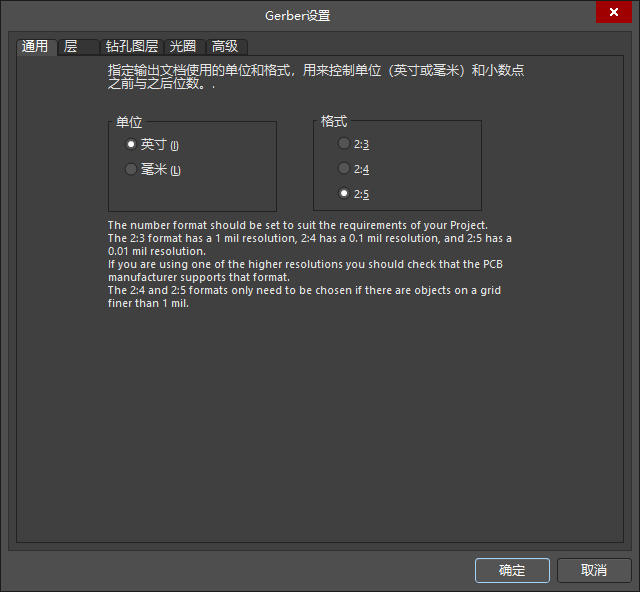 Gerber设置
通用 层 钻孔图层 光圈 高级
指定输出文档使用的单位和格式，用来控制单位（英寸或毫米）和小数点
之前与之后位数。.
单位 格式
英寸 (I) 2:3
毫米 (L) 2:4
2:5
The number format should be set to suit the requirements of your Project.
The 2:3 format has a 1 mil resolution, 2:4 has a 0.1 mil resolution, and 2:5 has a
0.01 mil resolution.
If you are using one of the higher resolutions you should check that the PCB
manufacturer supports that format.
The 2:4 and 2:5 formats only need to be chosen if there are objects on a grid
finer than 1 mil.
确定 取消